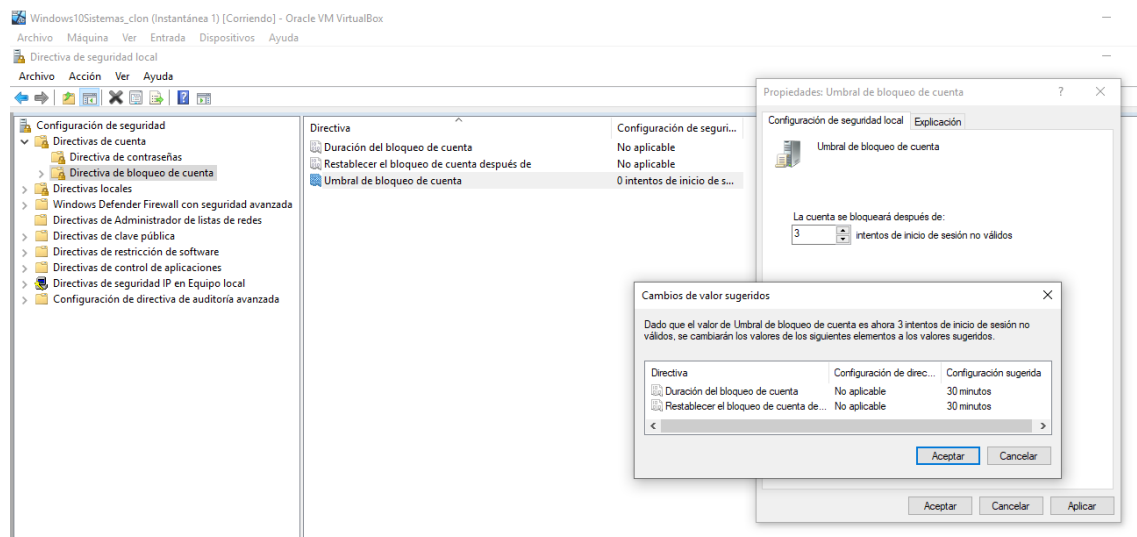 Windows10Sistemas_clon (Instantánea 1) [Corriendo] - Oracle VM VirtualBox
Archivo Máquina Ver Entrada Dispositivos Ayuda
Directiva de seguridad local
Archivo Acción Ver Ayuda
Configuración de seguridad
Directivas de cuenta
Directiva de contraseñas
Directiva de bloqueo de cuenta
Directivas locales
Windows Defender Firewall con seguridad avanzada
Directivas de Administrador de listas de redes
Directivas de clave pública
Directivas de restricción de software
Directivas de control de aplicaciones
Directivas de seguridad IP en Equipo local
Configuración de directiva de auditoría avanzada
Directiva Configuración de seguri...
Duración del bloqueo de cuenta No aplicable
Restablecer el bloqueo de cuenta después de No aplicable
Umbral de bloqueo de cuenta 0 intentos de inicio de s...
Propiedades: Umbral de bloqueo de cuenta ?
Configuración de seguridad local Explicación
Umbral de bloqueo de cuenta
La cuenta se bloqueará después de:
3 intentos de inicio de sesión no válidos
Cambios de valor sugeridos
Dado que el valor de Umbral de bloqueo de cuenta es ahora 3 intentos de inicio de sesión no
válidos, se cambiarán los valores de los siguientes elementos a los valores sugeridos.
Directiva Configuración de direc... Configuración sugerida
Duración del bloqueo de cuenta No aplicable 30 minutos
Restablecer el bloqueo de cuenta de... No aplicable 30 minutos
Aceptar Cancelar
Aceptar Cancelar Aplicar